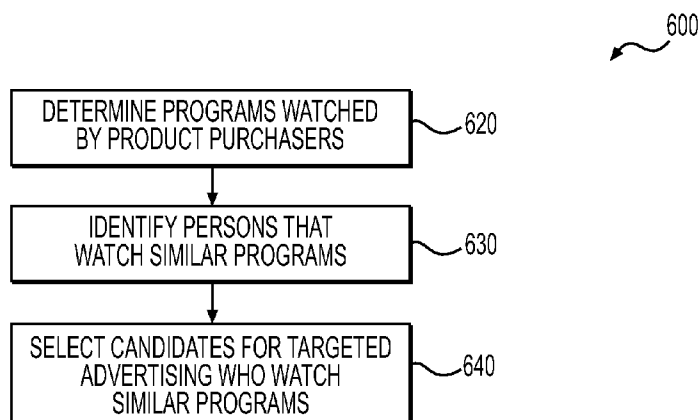 600
DETERMINE PROGRAMS WATCHED
BY PRODUCT PURCHASERS
620
IDENTIFY PERSONS THAT
WATCH SIMILAR PROGRAMS
630
SELECT CANDIDATES FOR TARGETED
ADVERTISING WHO WATCH
SIMILAR PROGRAMS
640